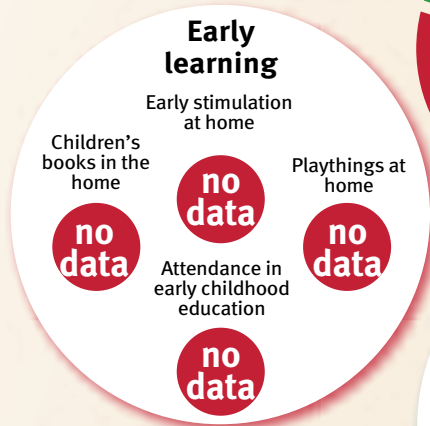 Early
learning
Early stimulation
at home
no
data
Children’s
books in the
home
no
data
Playthings at
home
no
data
Attendance in
early childhood
education
no
data